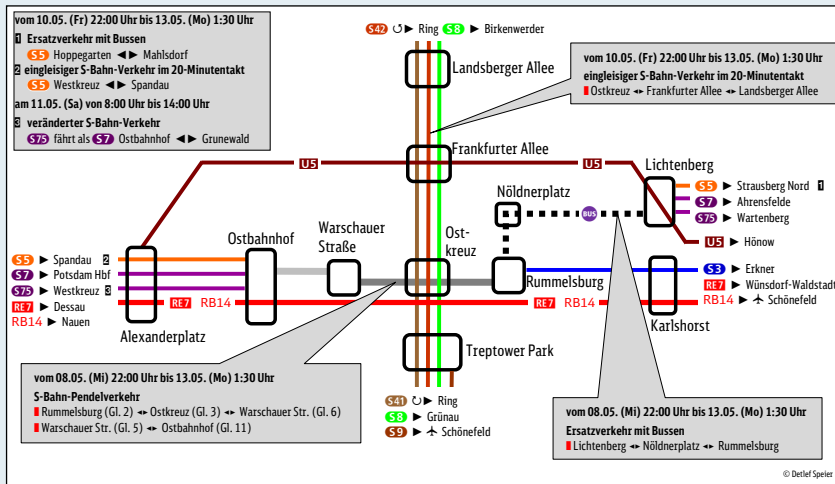 vom 10.05. (Fr) 22:00 Uhr bis 13.05. (Mo) 1:30 Uhr
1 Ersatzverkehr mit Bussen
S5 Hoppegarten ◄► Mahlsdorf
2 eingleisiger S-Bahn-Verkehr im 20-Minutentakt
S5 Westkreuz ◄► Spandau
am 11.05. (Sa) von 8:00 Uhr bis 14:00 Uhr
3 veränderter S-Bahn-Verkehr
S75 fährt als S7 Ostbahnhof ◄► Grunewald
S42 ↺► Ring S8 ► Birkenwerder
Landsberger Allee
vom 10.05. (Fr) 22:00 Uhr bis 13.05. (Mo) 1:30 Uhr
eingleisiger S-Bahn-Verkehr im 20-Minutentakt
Ostkreuz ◄► Frankfurter Allee ◄► Landsberger Allee
Frankfurter Allee
U5
U5
Lichtenberg
S5 ► Strausberg Nord 1
S7 ► Ahrensfelde
S75 ► Wartenberg
U5 ► Hönow
Nöldnerplatz
BUS
Warschauer
Straße
Ostbahnhof
Ost-
kreuz
Rummelsburg
S5 ► Spandau 2
S7 ► Potsdam Hbf
S75 ► Westkreuz 3
RE7 ► Dessau
RB14 ► Nauen
Alexanderplatz
RE7 RB14
RE7 RB14
S3 ► Erkner
RE7 ► Wünsdorf-Waldstadt
RB14 ► ✈ Schönefeld
Karlshorst
Treptower Park
vom 08.05. (Mi) 22:00 Uhr bis 13.05. (Mo) 1:30 Uhr
S-Bahn-Pendelverkehr
Rummelsburg (Gl. 2) ◄► Ostkreuz (Gl. 3) ◄► Warschauer Str. (Gl. 6)
Warschauer Str. (Gl. 5) ◄► Ostbahnhof (Gl. 11)
S41 ↻► Ring
S8 ► Grünau
S9 ► ✈ Schönefeld
vom 08.05. (Mi) 22:00 Uhr bis 13.05. (Mo) 1:30 Uhr
Ersatzverkehr mit Bussen
Lichtenberg ◄► Nöldnerplatz ◄► Rummelsburg
© Detlef Speier